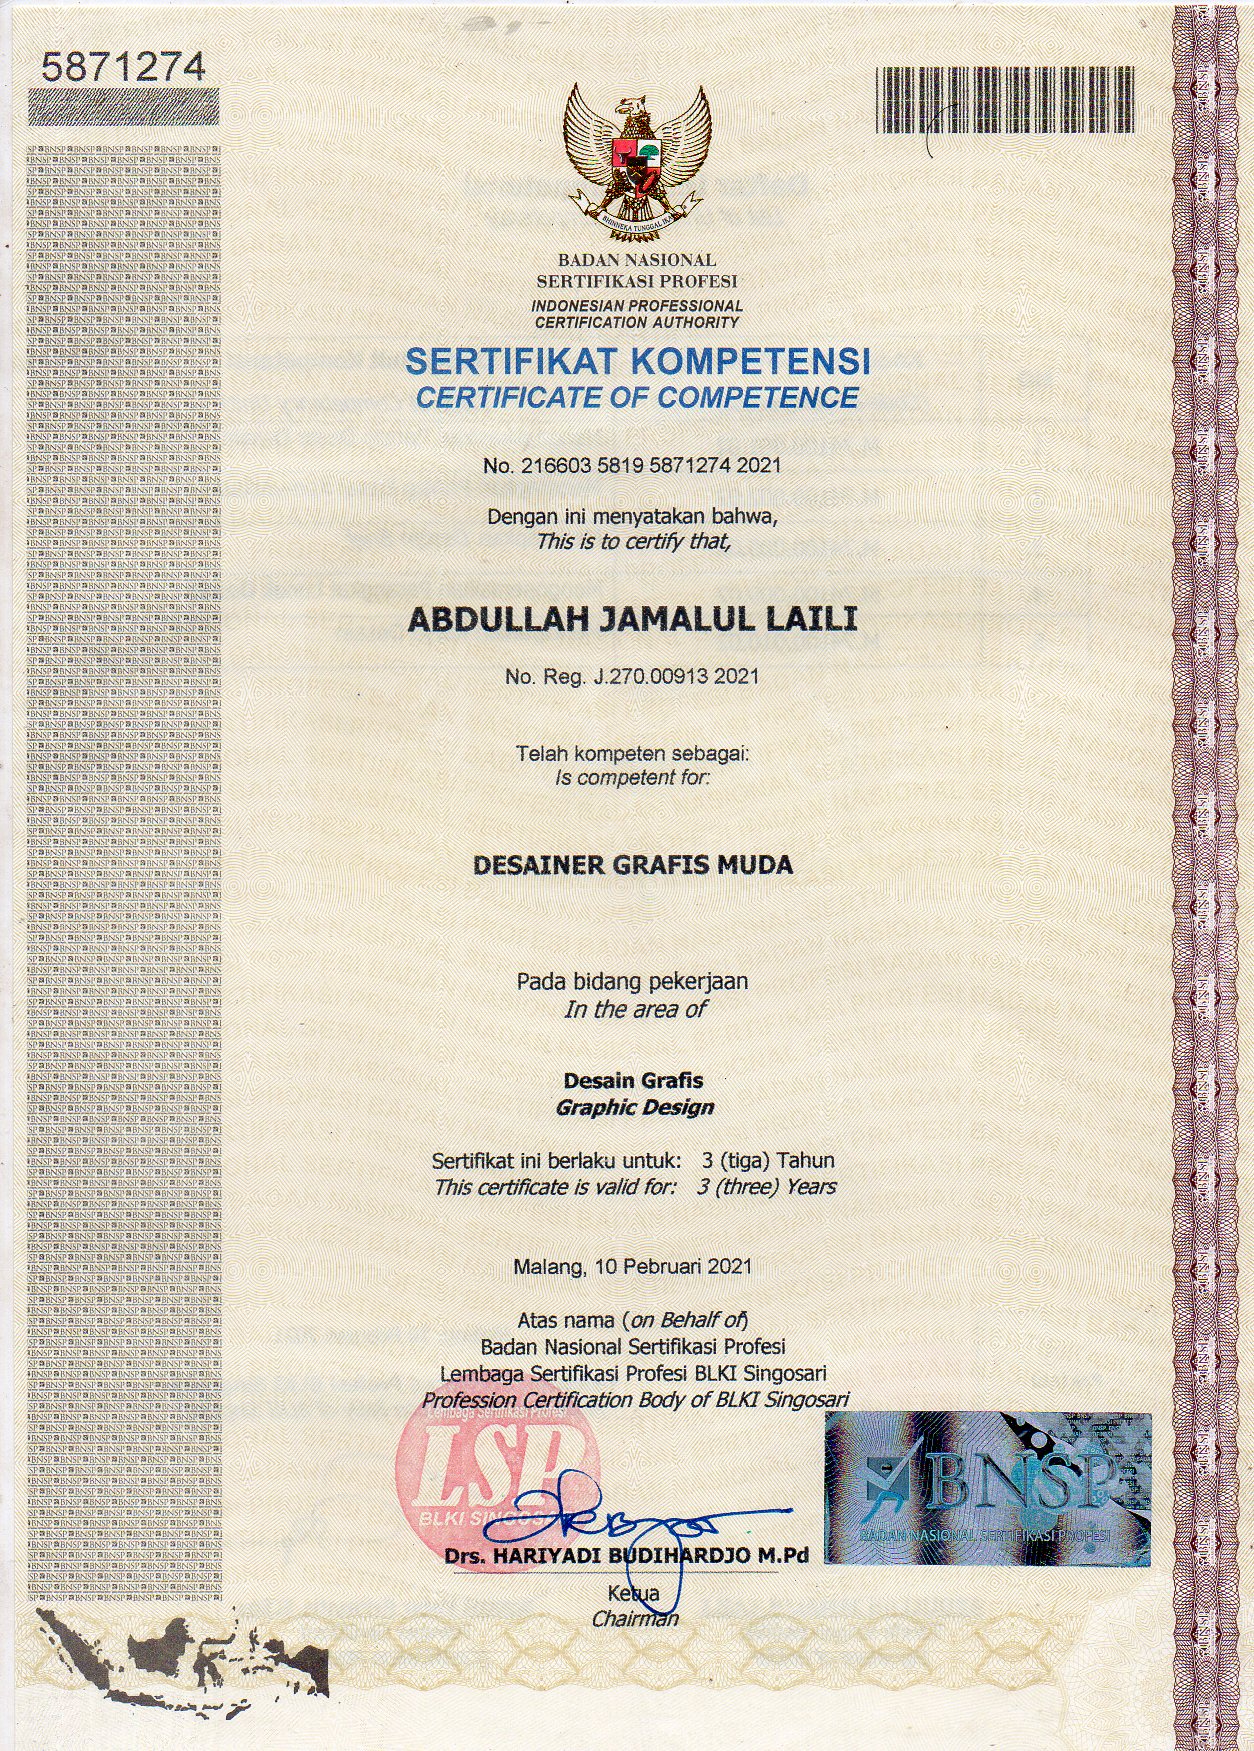 5871274
BHINNEKA TUNGGAL IKA
BADAN NASIONAL
SERTIFIKASI PROFESI
INDONESIAN PROFESSIONAL
CERTIFICATION AUTHORITY
SERTIFIKAT KOMPETENSI
CERTIFICATE OF COMPETENCE
No. 216603 5819 5871274 2021
Dengan ini menyatakan bahwa,
This is to certify that,
ABDULLAH JAMALUL LAILI
No. Reg. J.270.00913 2021
Telah kompeten sebagai:
Is competent for:
DESAINER GRAFIS MUDA
Pada bidang pekerjaan
In the area of
Desain Grafis
Graphic Design
Sertifikat ini berlaku untuk: 3 (tiga) Tahun
This certificate is valid for: 3 (three) Years
Malang, 10 Pebruari 2021
Atas nama (on Behalf of)
Badan Nasional Sertifikasi Profesi
Lembaga Sertifikasi Profesi BLKI Singosari
Profession Certification Body of BLKI Singosari
Lembaga Sertifikasi Profesi
LSP
BLKI SINGOSARI
BNSP
BADAN NASIONAL SERTIFIKASI PROFESI
Drs. HARIYADI BUDIHARDJO M.Pd
Ketua
Chairman